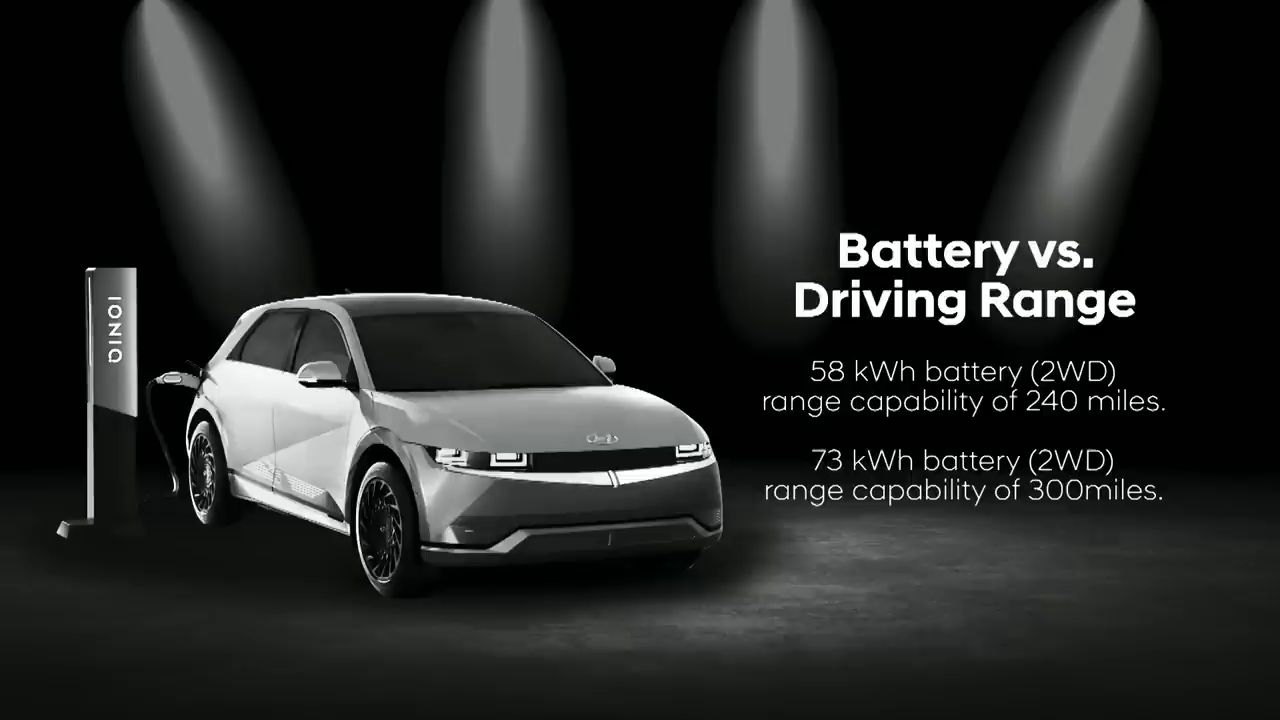 IONIQ
Battery vs.
Driving Range
58 kWh battery (2WD)
range capability of 240 miles.
73 kWh battery (2WD)
range capability of 300miles.